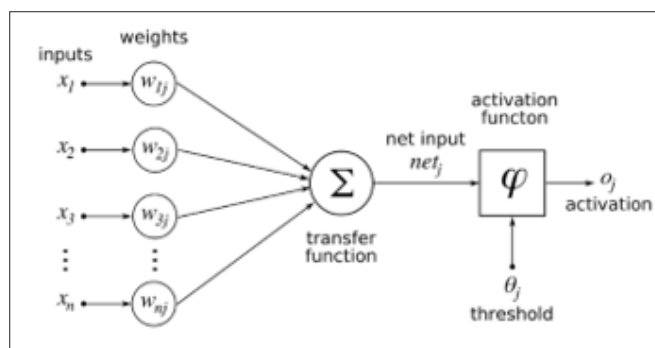 weights
inputs
x1
w1j
activation
functon
x2
w2j
net input
netj
Σ
φ
oj
activation
x3
w3j
transfer
function
θj
threshold
⋮
⋮
xn
wnj